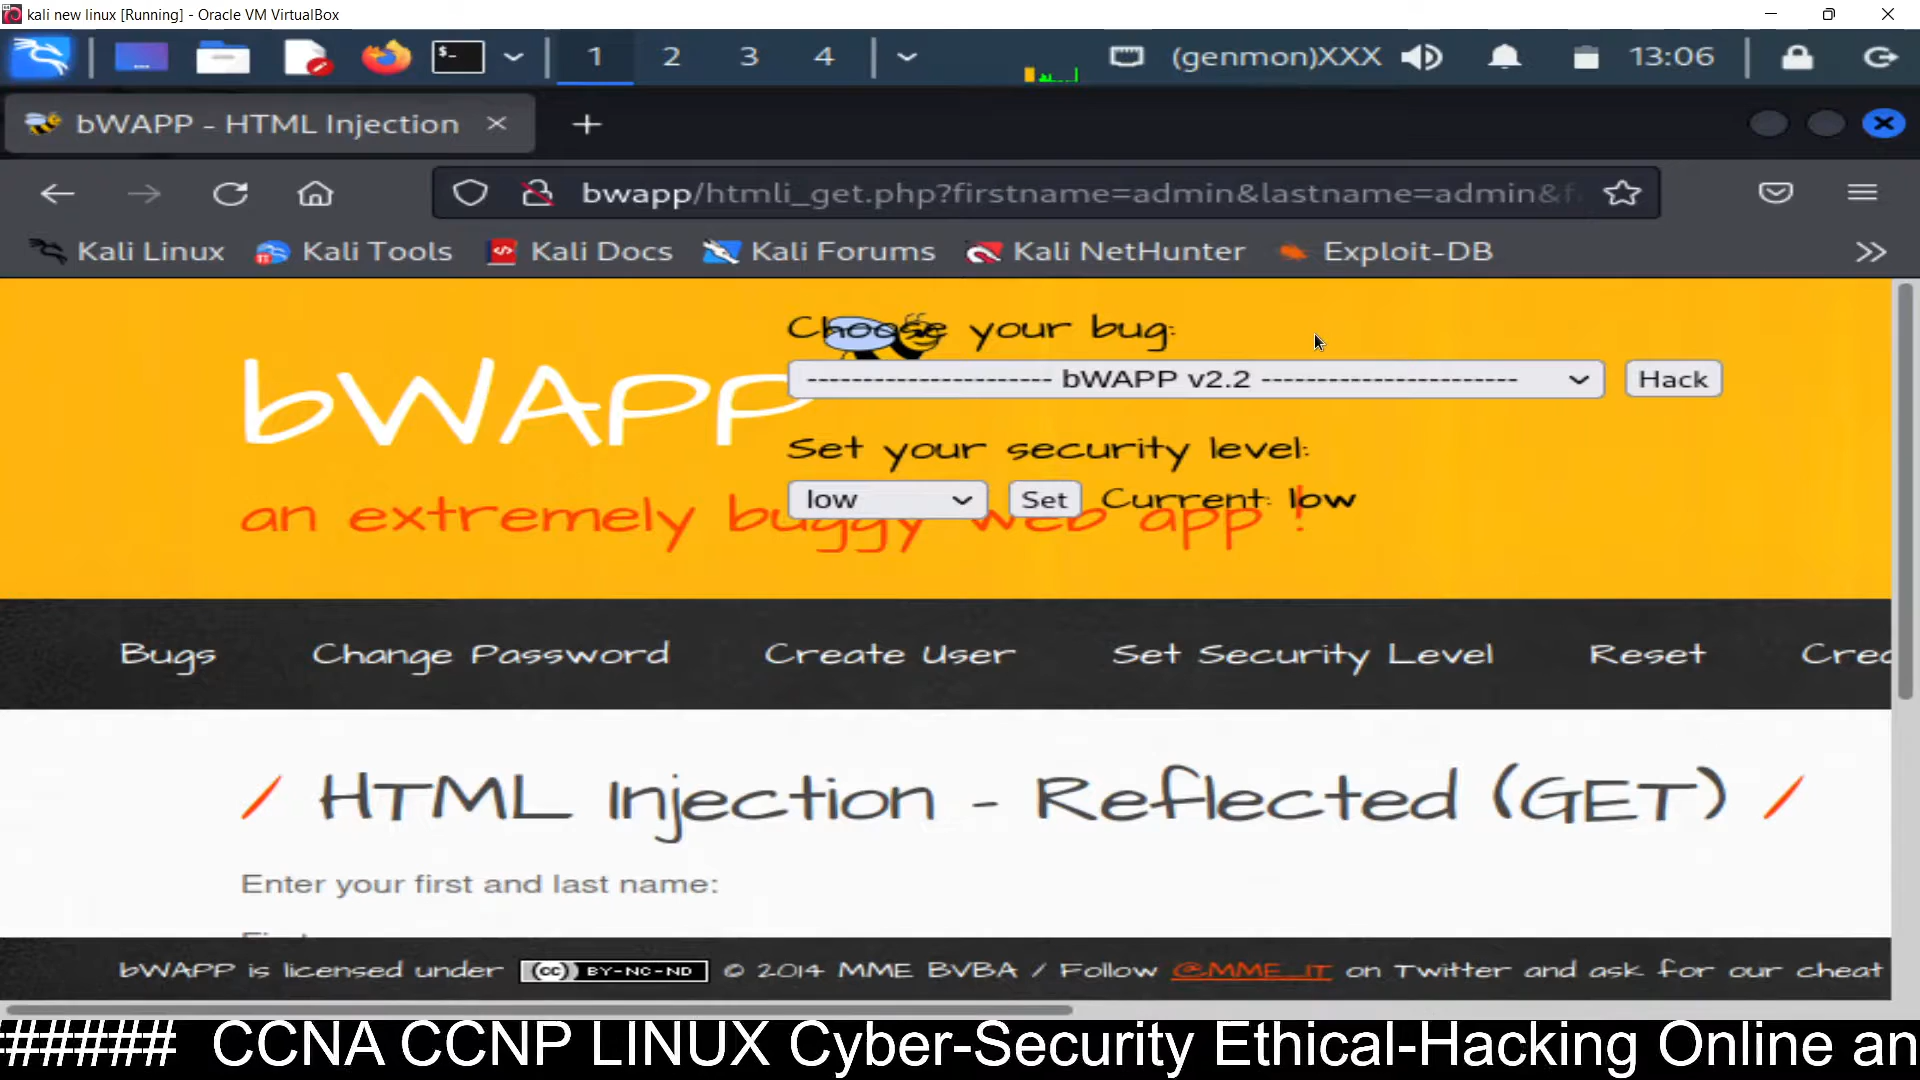 kali new linux [Running] - Oracle VM VirtualBox
1 2 3 4 (genmon)XXX 13:06
bWAPP - HTML Injection
bwapp/htmli_get.php?firstname=admin&lastname=admin&f
Kali Linux Kali Tools Kali Docs Kali Forums Kali NetHunter Exploit-DB
Choose your bug:
---------------------- bWAPP v2.2 ----------------------- Hack
bWAPP
Set your security level:
low Set Current: low
an extremely buggy web app !
Bugs Change Password Create User Set Security Level Reset Crea
/ HTML Injection - Reflected (GET) /
Enter your first and last name:
bWAPP is licensed under (cc) BY-NC-ND © 2014 MME BVBA / Follow @MME_IT on Twitter and ask for our cheat
###### CCNA CCNP LINUX Cyber-Security Ethical-Hacking Online an